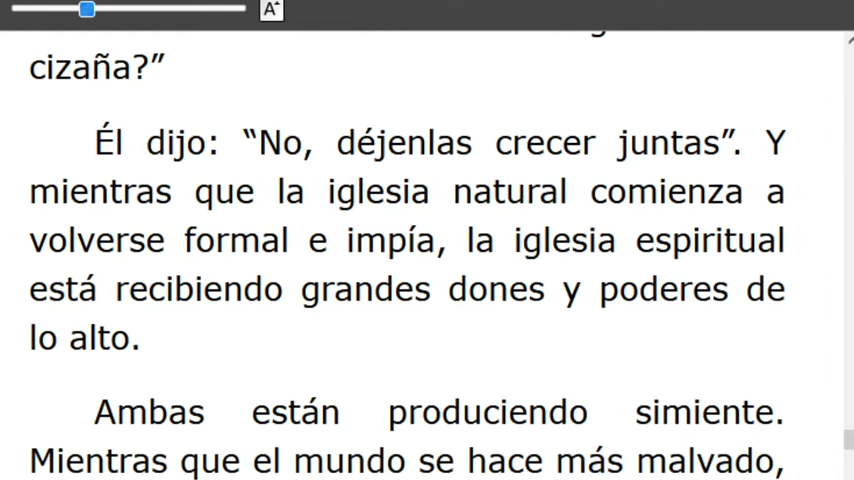 A
cizaña?”
Él dijo: “No, déjenlas crecer juntas”. Y
mientras que la iglesia natural comienza a
volverse formal e impía, la iglesia espiritual
está recibiendo grandes dones y poderes de
lo alto.
Ambas están produciendo simiente.
Mientras que el mundo se hace más malvado,